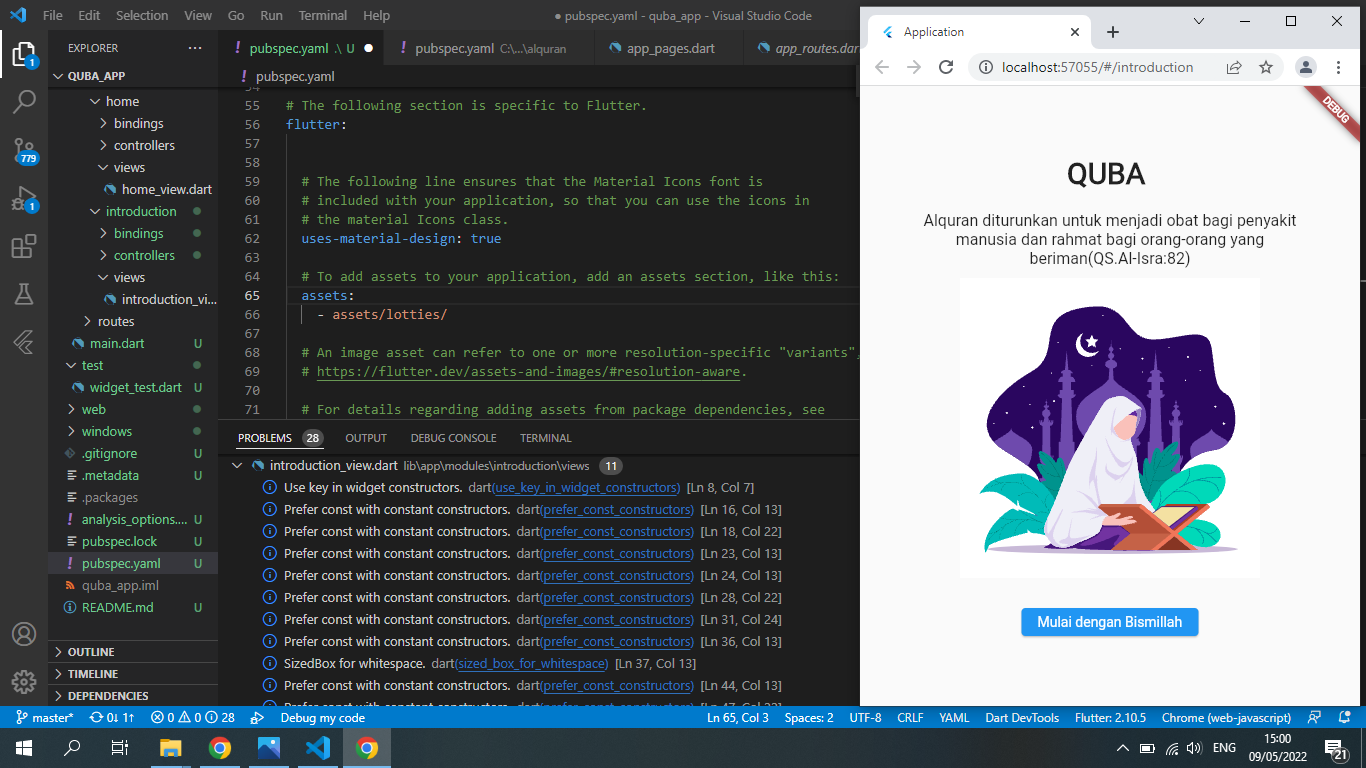 File Edit Selection View Go Run Terminal Help
● pubspec.yaml - quba_app - Visual Studio Code
EXPLORER ···
QUBA_APP
home
bindings
controllers
views
home_view.dart
introduction
bindings
controllers
views
introduction_vi...
routes
main.dart U
test
widget_test.dart U
web
windows
.gitignore U
.metadata U
.packages
analysis_options.... U
pubspec.lock U
pubspec.yaml U
quba_app.iml
README.md U
OUTLINE
TIMELINE
DEPENDENCIES
1
779
1
! pubspec.yaml .\ U ●
! pubspec.yaml C:\...\alquran
app_pages.dart
app_routes.dart
! pubspec.yaml
54
55 # The following section is specific to Flutter.
56 flutter:
57
58
59 # The following line ensures that the Material Icons font is
60 # included with your application, so that you can use the icons in
61 # the material Icons class.
62 uses-material-design: true
63
64 # To add assets to your application, add an assets section, like this:
65 assets:
66 - assets/lotties/
67
68 # An image asset can refer to one or more resolution-specific "variants",
69 # https://flutter.dev/assets-and-images/#resolution-aware.
70
71 # For details regarding adding assets from package dependencies, see
PROBLEMS 28 OUTPUT DEBUG CONSOLE TERMINAL
introduction_view.dart lib\app\modules\introduction\views 11
Use key in widget constructors. dart(use_key_in_widget_constructors) [Ln 8, Col 7]
Prefer const with constant constructors. dart(prefer_const_constructors) [Ln 16, Col 13]
Prefer const with constant constructors. dart(prefer_const_constructors) [Ln 18, Col 22]
Prefer const with constant constructors. dart(prefer_const_constructors) [Ln 23, Col 13]
Prefer const with constant constructors. dart(prefer_const_constructors) [Ln 24, Col 13]
Prefer const with constant constructors. dart(prefer_const_constructors) [Ln 28, Col 22]
Prefer const with constant constructors. dart(prefer_const_constructors) [Ln 31, Col 24]
Prefer const with constant constructors. dart(prefer_const_constructors) [Ln 36, Col 13]
SizedBox for whitespace. dart(sized_box_for_whitespace) [Ln 37, Col 13]
Prefer const with constant constructors. dart(prefer_const_constructors) [Ln 44, Col 13]
Prefer const with constant constructors. dart(prefer_const_constructors) [Ln 47, Col 22]
Application
localhost:57055/#/introduction
DEBUG
QUBA
Alquran diturunkan untuk menjadi obat bagi penyakit
manusia dan rahmat bagi orang-orang yang
beriman(QS.Al-Isra:82)
Mulai dengan Bismillah
master* 0↓ 1↑ 0 0 28 Debug my code
Ln 65, Col 3 Spaces: 2 UTF-8 CRLF YAML Dart DevTools Flutter: 2.10.5 Chrome (web-javascript)
ENG
15:00
09/05/2022
21